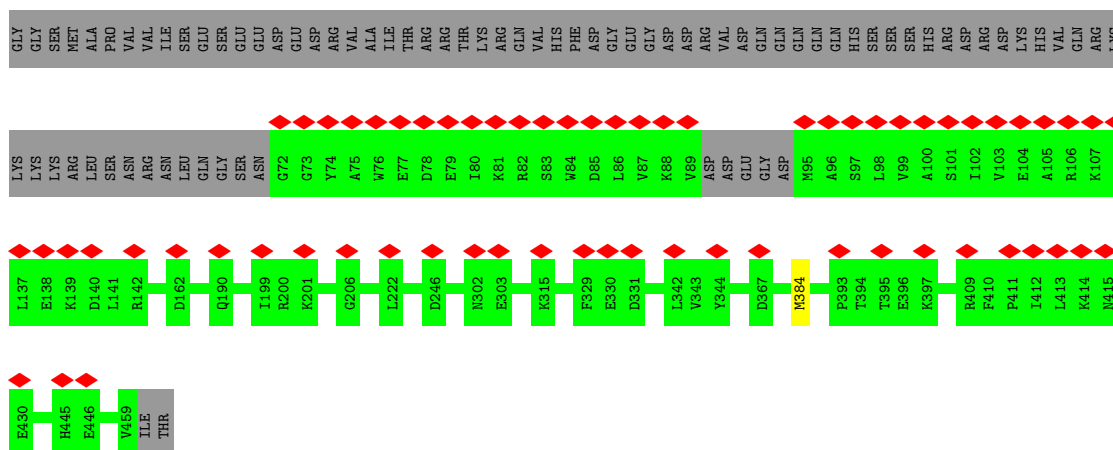 GLY GLY SER MET ALA PRO VAL VAL ILE SER GLU SER GLU GLU ASP GLU ASP ARG VAL ALA ILE THR ARG ARG THR LYS ARG GLN VAL HIS PHE ASP GLY GLU GLY ASP ASP ARG VAL ASP GLN GLN GLN GLN GLN HIS SER SER SER HIS ARG ASP ARG ASP LYS HIS VAL GLN ARG
LYS LYS LYS ARG LEU SER ASN ARG ASN LEU GLN GLY SER ASN G72 G73 Y74 A75 W76 E77 D78 E79 I80 K81 R82 S83 W84 D85 L86 V87 K88 V89 ASP ASP GLU GLY ASP M95 A96 S97 L98 V99 A100 S101 I102 V103 E104 A105 R106 K107
L137 E138 K139 D140 L141 R142 D162 Q190 I199 R200 K201 G206 L222 D246 N302 E303 K315 F329 E330 D331 L342 V343 Y344 D367 M384 P393 T394 T395 E396 K397 R409 F410 P411 I412 L413 K414 N415
E430 H445 E446 V459 ILE THR